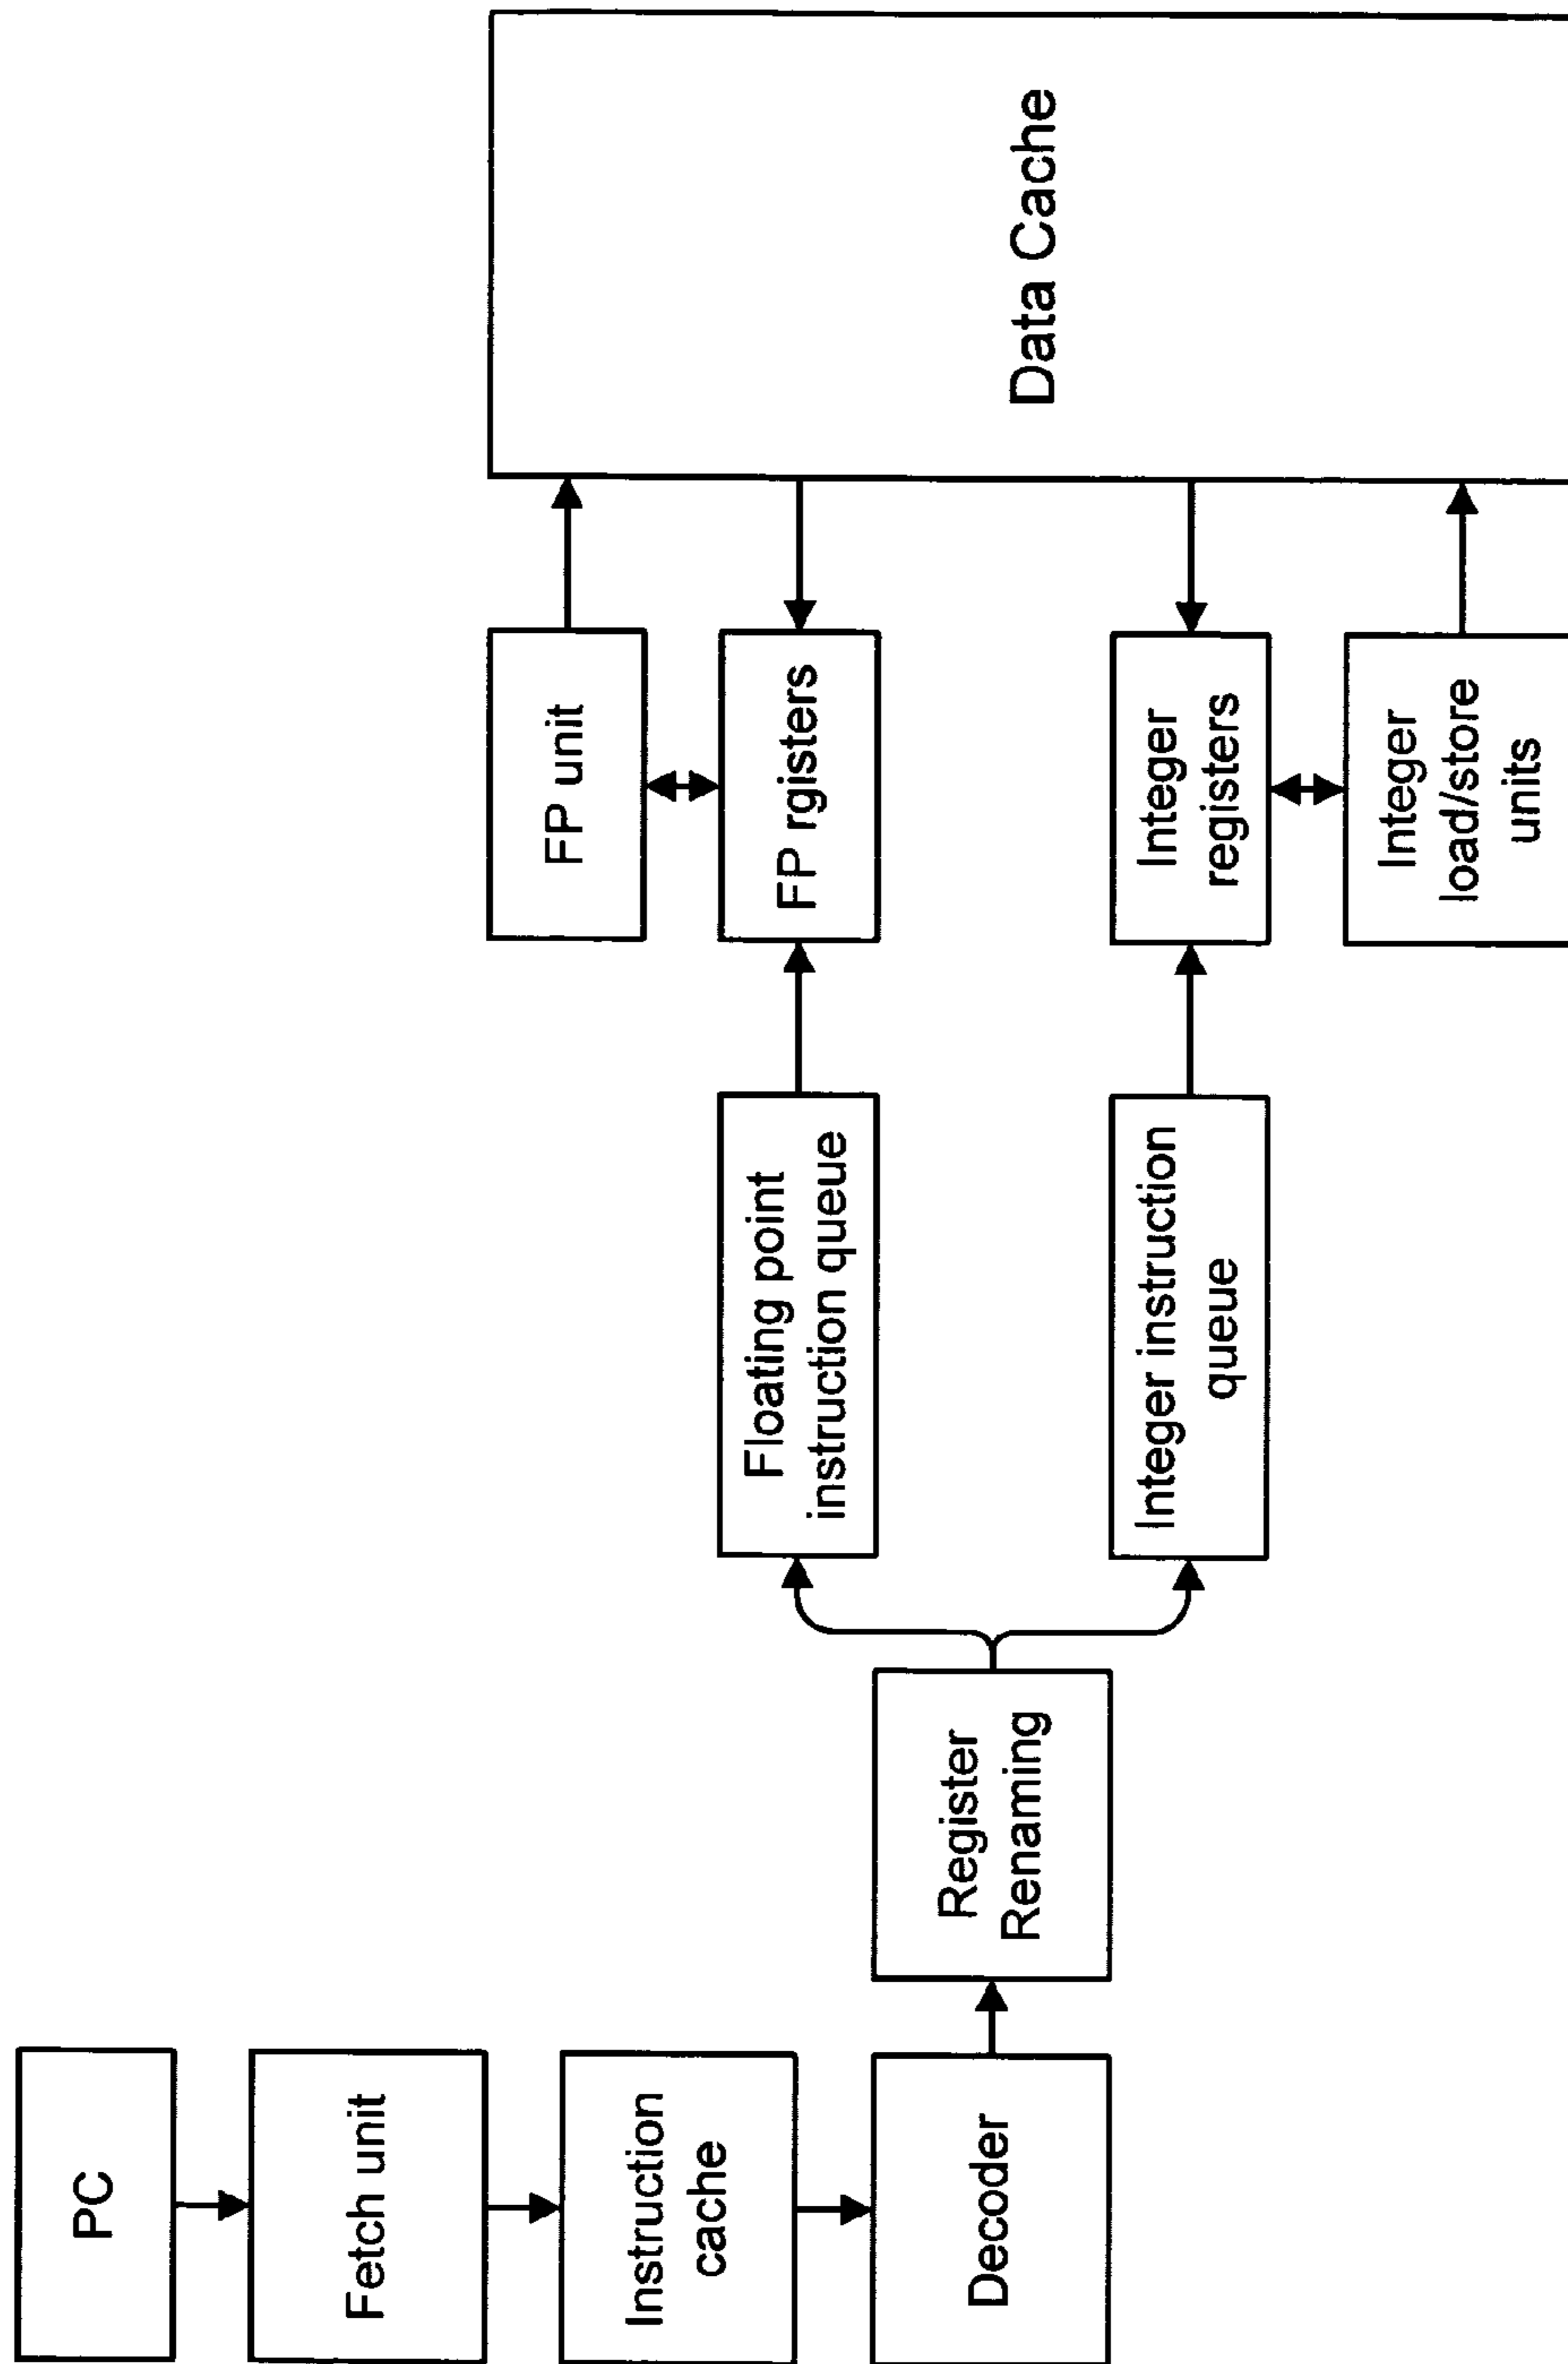 PC
Fetch unit
Instruction
cache
Decoder
Register
Renaming
Floating point
instruction queue
Integer instruction
queue
FP unit
FP rgisters
Integer
registers
Integer
load/store
units
Data Cache